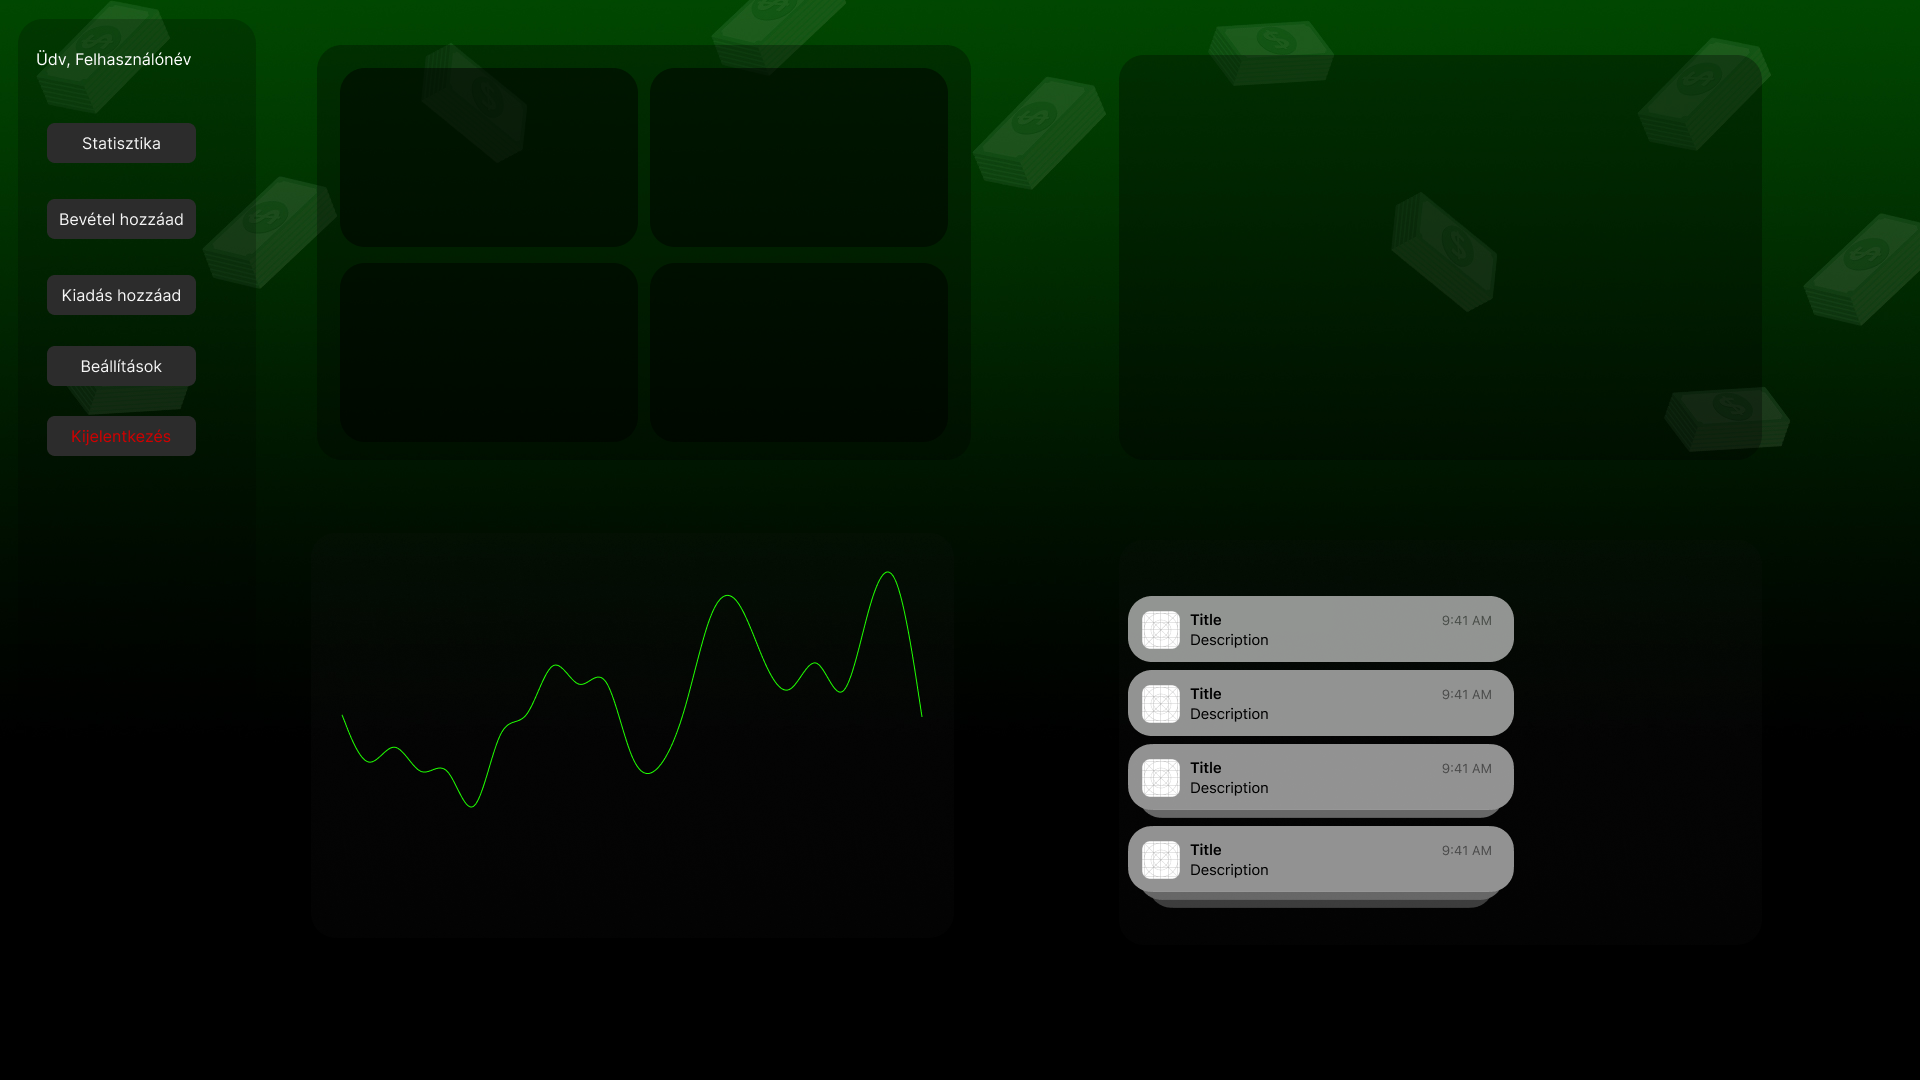 Üdv, Felhasználónév
Statisztika
Bevétel hozzáad
Kiadás hozzáad
Beállítások
Kijelentkezés
Title
9:41 AM
Description
Title
9:41 AM
Description
Title
9:41 AM
Description
Title
9:41 AM
Description